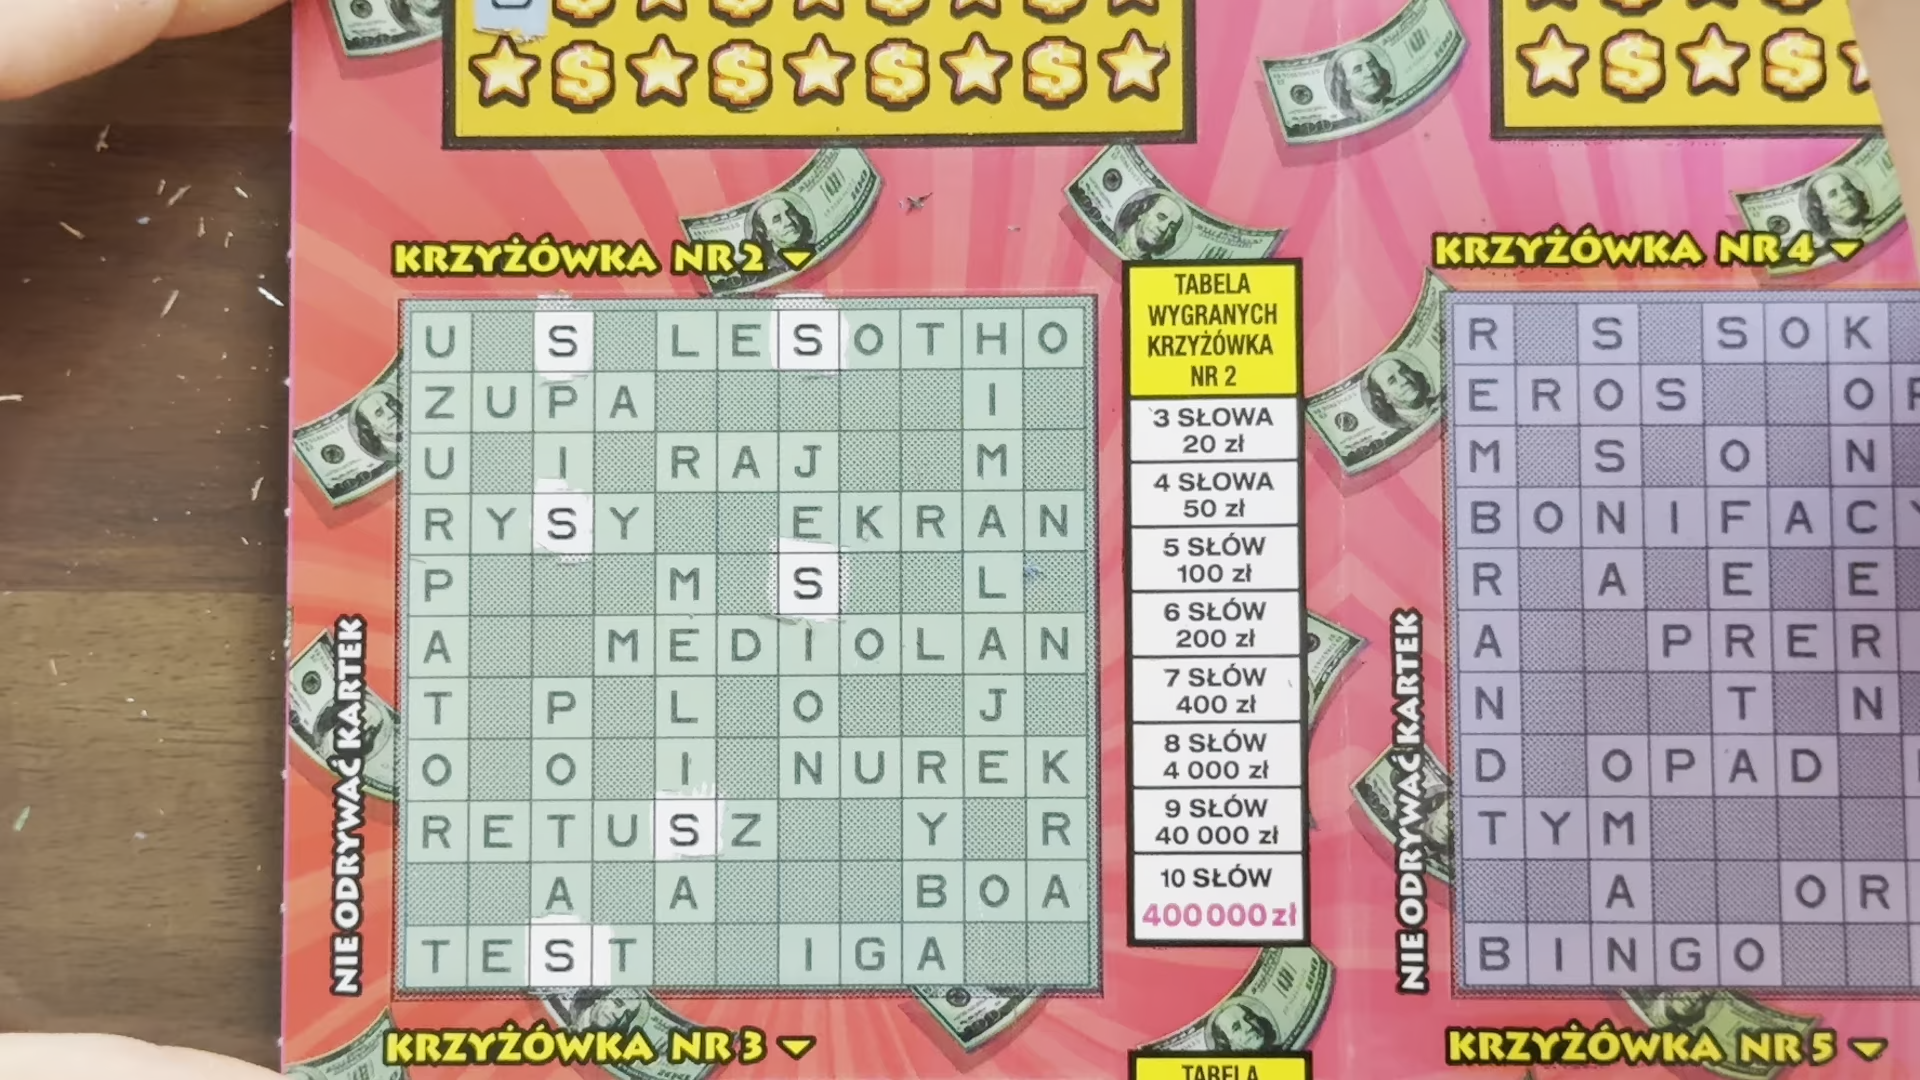 KRZYŻÓWKA NR 2
KRZYŻÓWKA NR 4
U S LESOTHO
ZUPA I
U I RAJ M
RYSY EKRAN
P M S L
A MEDIOLAN
T P L O J
O O I NUREK
RETUSZ Y R
A A BOA
TEST IGA
TABELA
WYGRANYCH
KRZYŻÓWKA
NR 2
3 SŁOWA
20 zł
4 SŁOWA
50 zł
5 SŁÓW
100 zł
6 SŁÓW
200 zł
7 SŁÓW
400 zł
8 SŁÓW
4 000 zł
9 SŁÓW
40 000 zł
10 SŁÓW
400 000 zł
R S SOK
EROS O
M S O N
BONIFACY
R A E E
A PRER
N T N
D OPAD
TYM
A OR
BINGO
NIE ODRYWAĆ KARTEK
NIE ODRYWAĆ KARTEK
KRZYŻÓWKA NR 3
KRZYŻÓWKA NR 5
TABELA